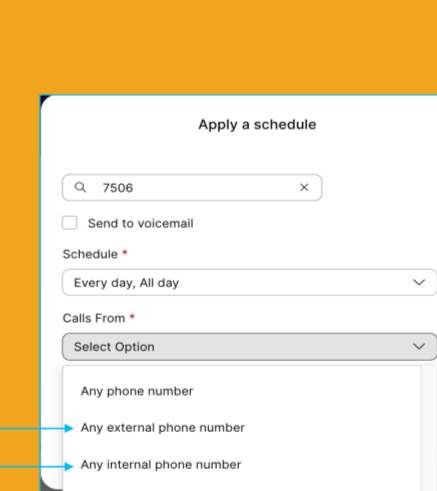 Apply a schedule
7506
Send to voicemail
Schedule *
Every day, All day
Calls From *
Select Option
Any phone number
Any external phone number
Any internal phone number